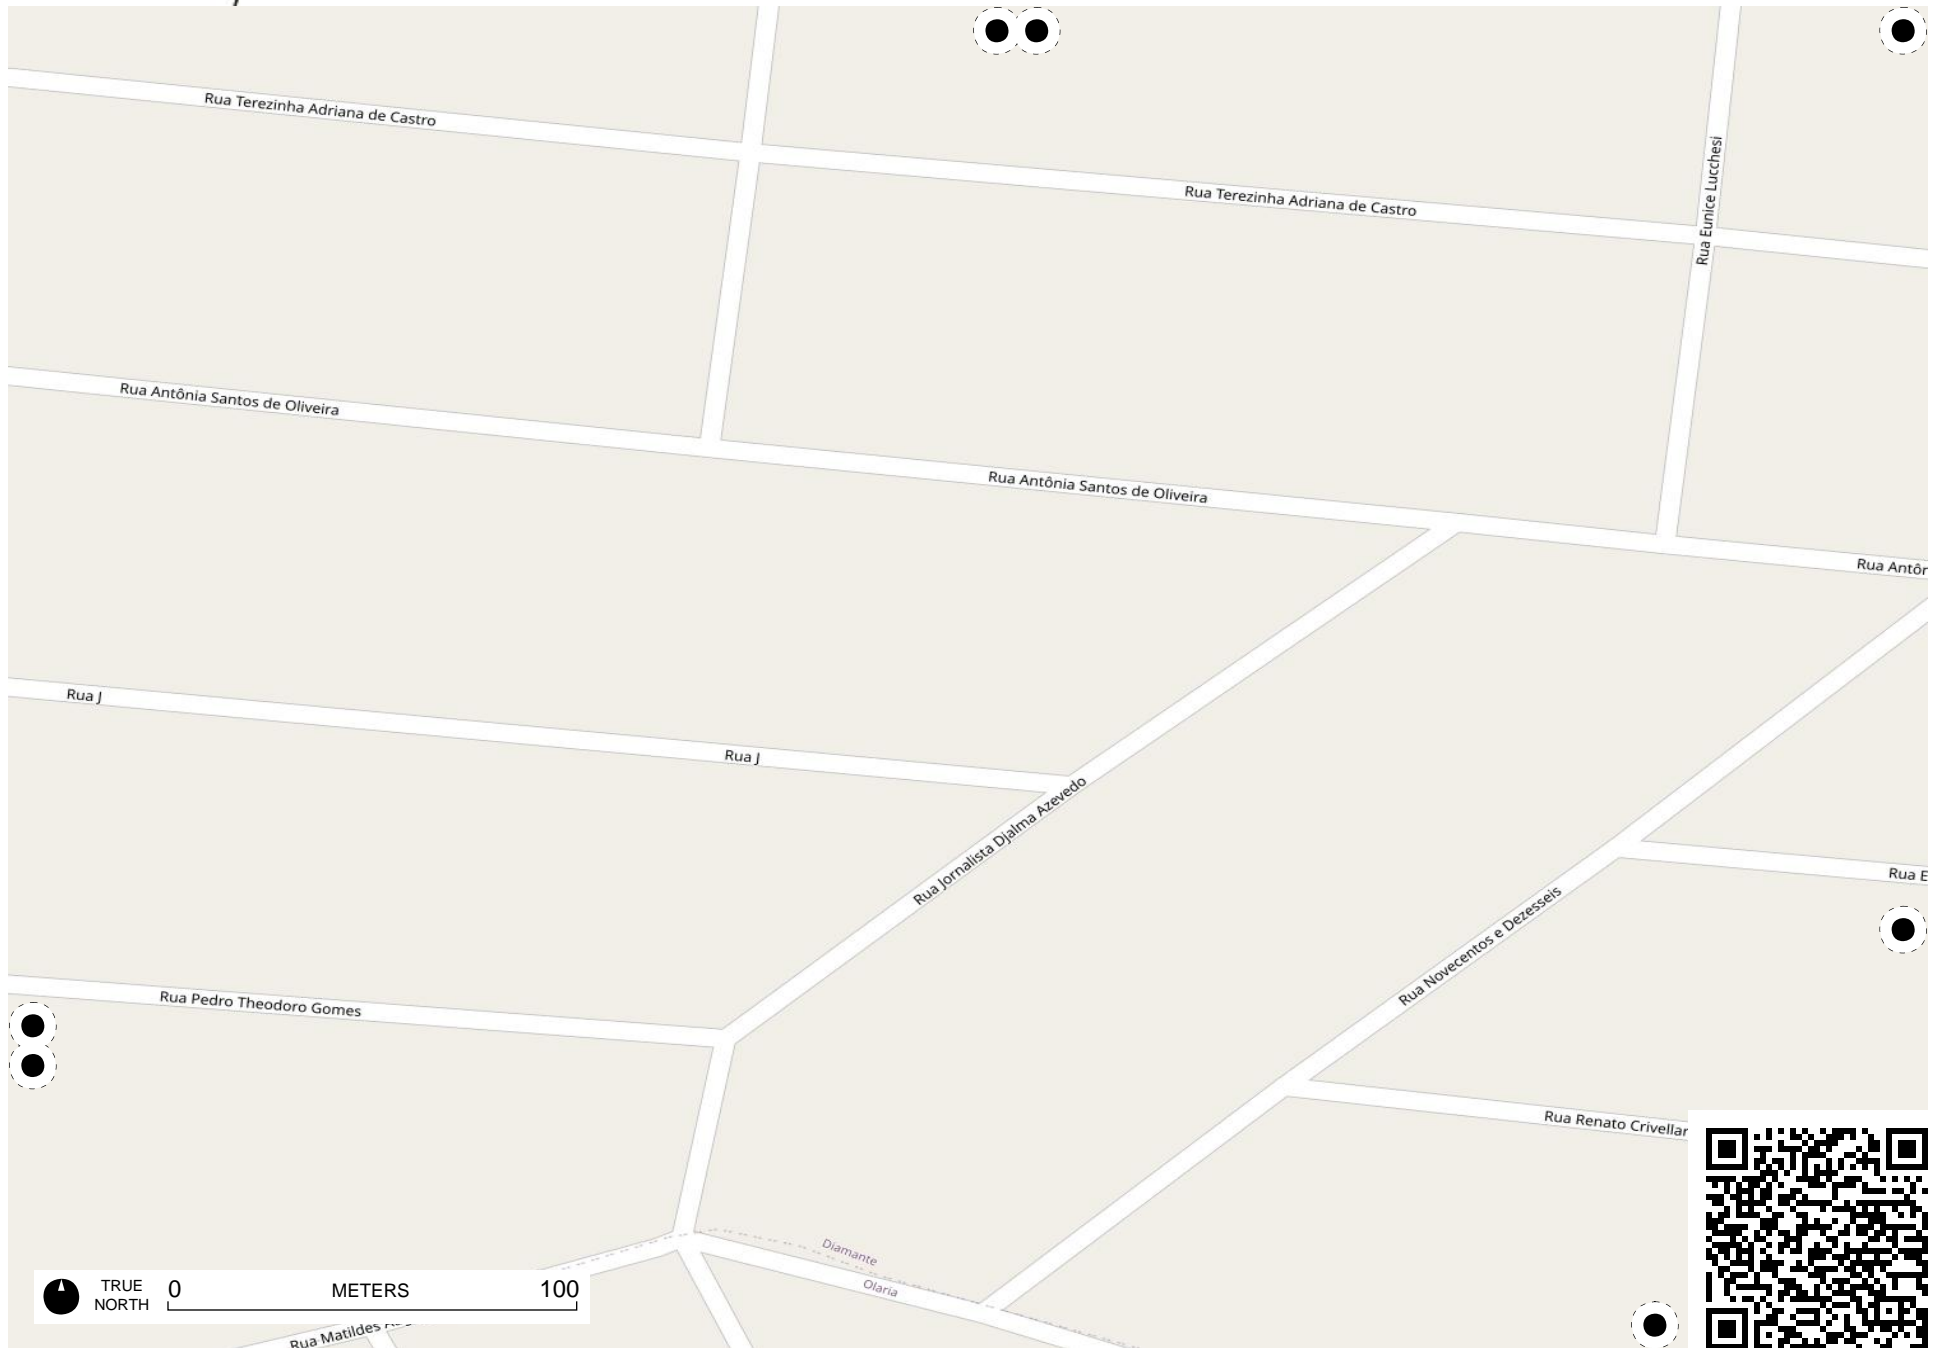 Rua Terezinha Adriana de Castro
Rua Eunice Lucchesi
Rua Terezinha Adriana de Castro
Rua Antônia Santos de Oliveira
Rua Antônia Santos de Oliveira
Rua Antôn
Rua J
Rua J
Rua Jornalista Djalma Azevedo
Rua E
Rua Novecentos e Dezesseis
Rua Pedro Theodoro Gomes
Rua Renato Crivellar
Diamante
Olaria
TRUE NORTH
0 METERS 100
Rua Matildes